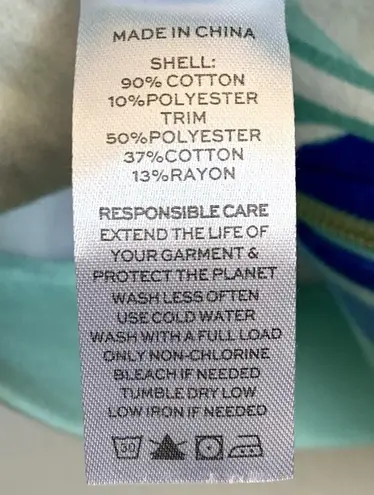 MADE IN CHINA
SHELL:
90% COTTON
10%POLYESTER
TRIM
50%POLYESTER
37%COTTON
13%RAYON
RESPONSIBLE CARE
EXTEND THE LIFE OF
YOUR GARMENT &
PROTECT THE PLANET
WASH LESS OFTEN
USE COLD WATER
WASH WITH A FULL LOAD
ONLY NON-CHLORINE
BLEACH IF NEEDED
TUMBLE DRY LOW
LOW IRON IF NEEDED
30